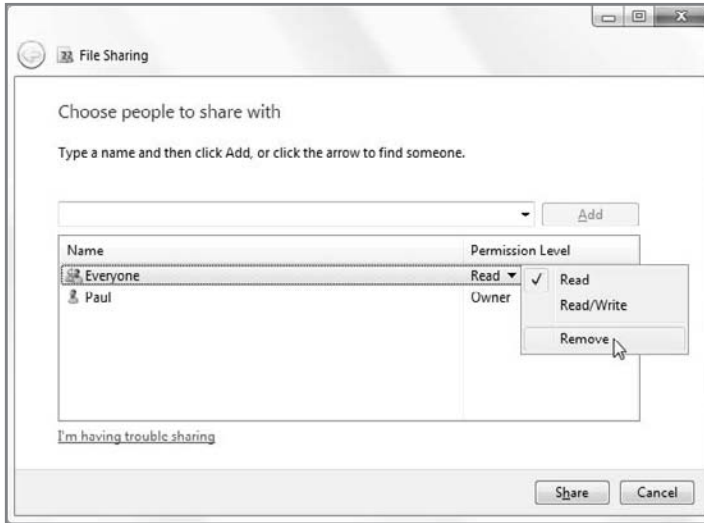 File Sharing
Choose people to share with
Type a name and then click Add, or click the arrow to find someone.
Add
Name Permission Level
Everyone Read ▼ ✓ Read
Paul Owner Read/Write
Remove
I'm having trouble sharing
Share Cancel